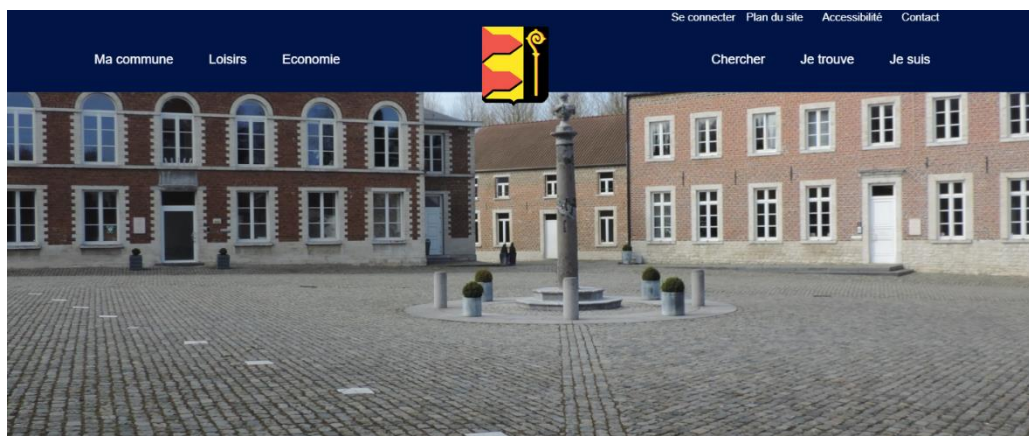 Se connecter Plan du site Accessibilité Contact
Ma commune Loisirs Economie Chercher Je trouve Je suis